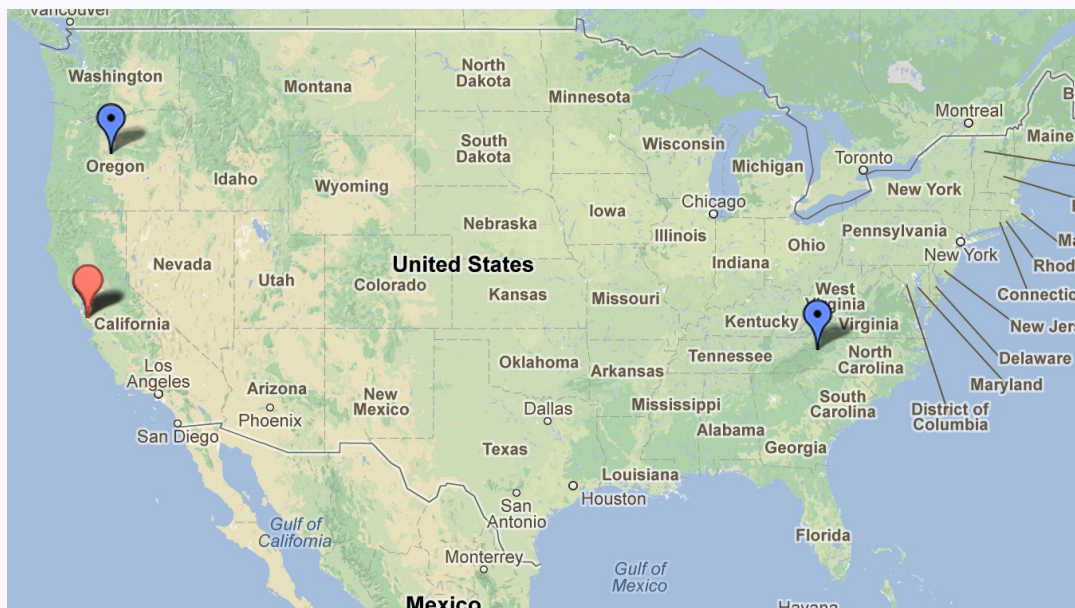 Vancouver
Washington
Montana
North
Dakota
Minnesota
Montreal
Maine
Oregon
Idaho
Wyoming
South
Dakota
Wisconsin
Michigan
Toronto
New York
Nebraska
Iowa
Chicago
Illinois
Indiana
Ohio
Pennsylvania
New York
Ma
Rhod
Connectic
New Jers
Delaware
Maryland
District of
Columbia
Nevada
Utah
Colorado
United States
Kansas
Missouri
West
Virginia
Kentucky
Virginia
California
Los
Angeles
San Diego
Arizona
Phoenix
New
Mexico
Oklahoma
Arkansas
Tennessee
North
Carolina
South
Carolina
Mississippi
Alabama
Georgia
Dallas
Texas
Louisiana
Houston
San
Antonio
Florida
Gulf of
California
Monterrey
Gulf of
Mexico
Mexico
Havana